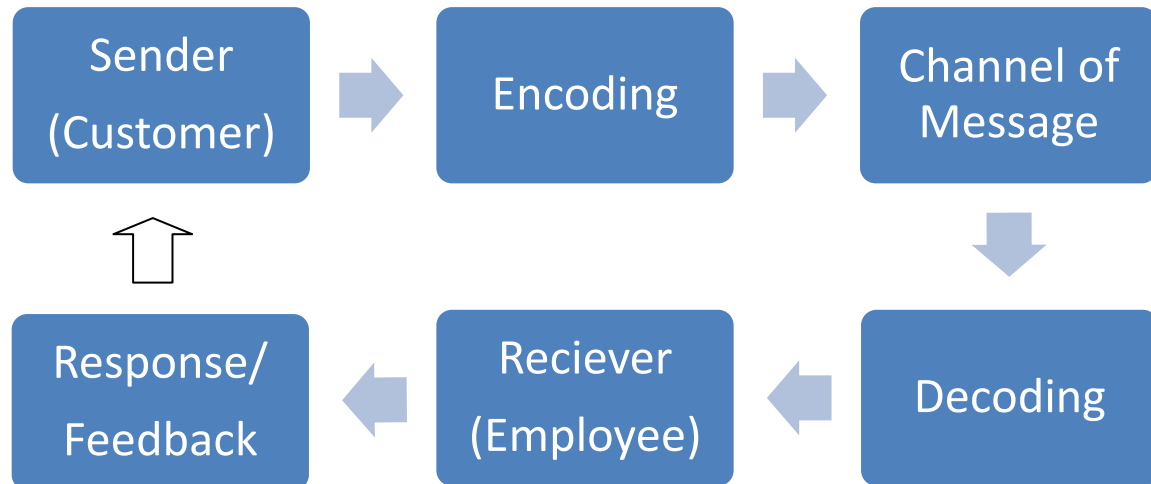 Sender
(Customer)
Encoding
Channel of
Message
Response/
Feedback
Reciever
(Employee)
Decoding